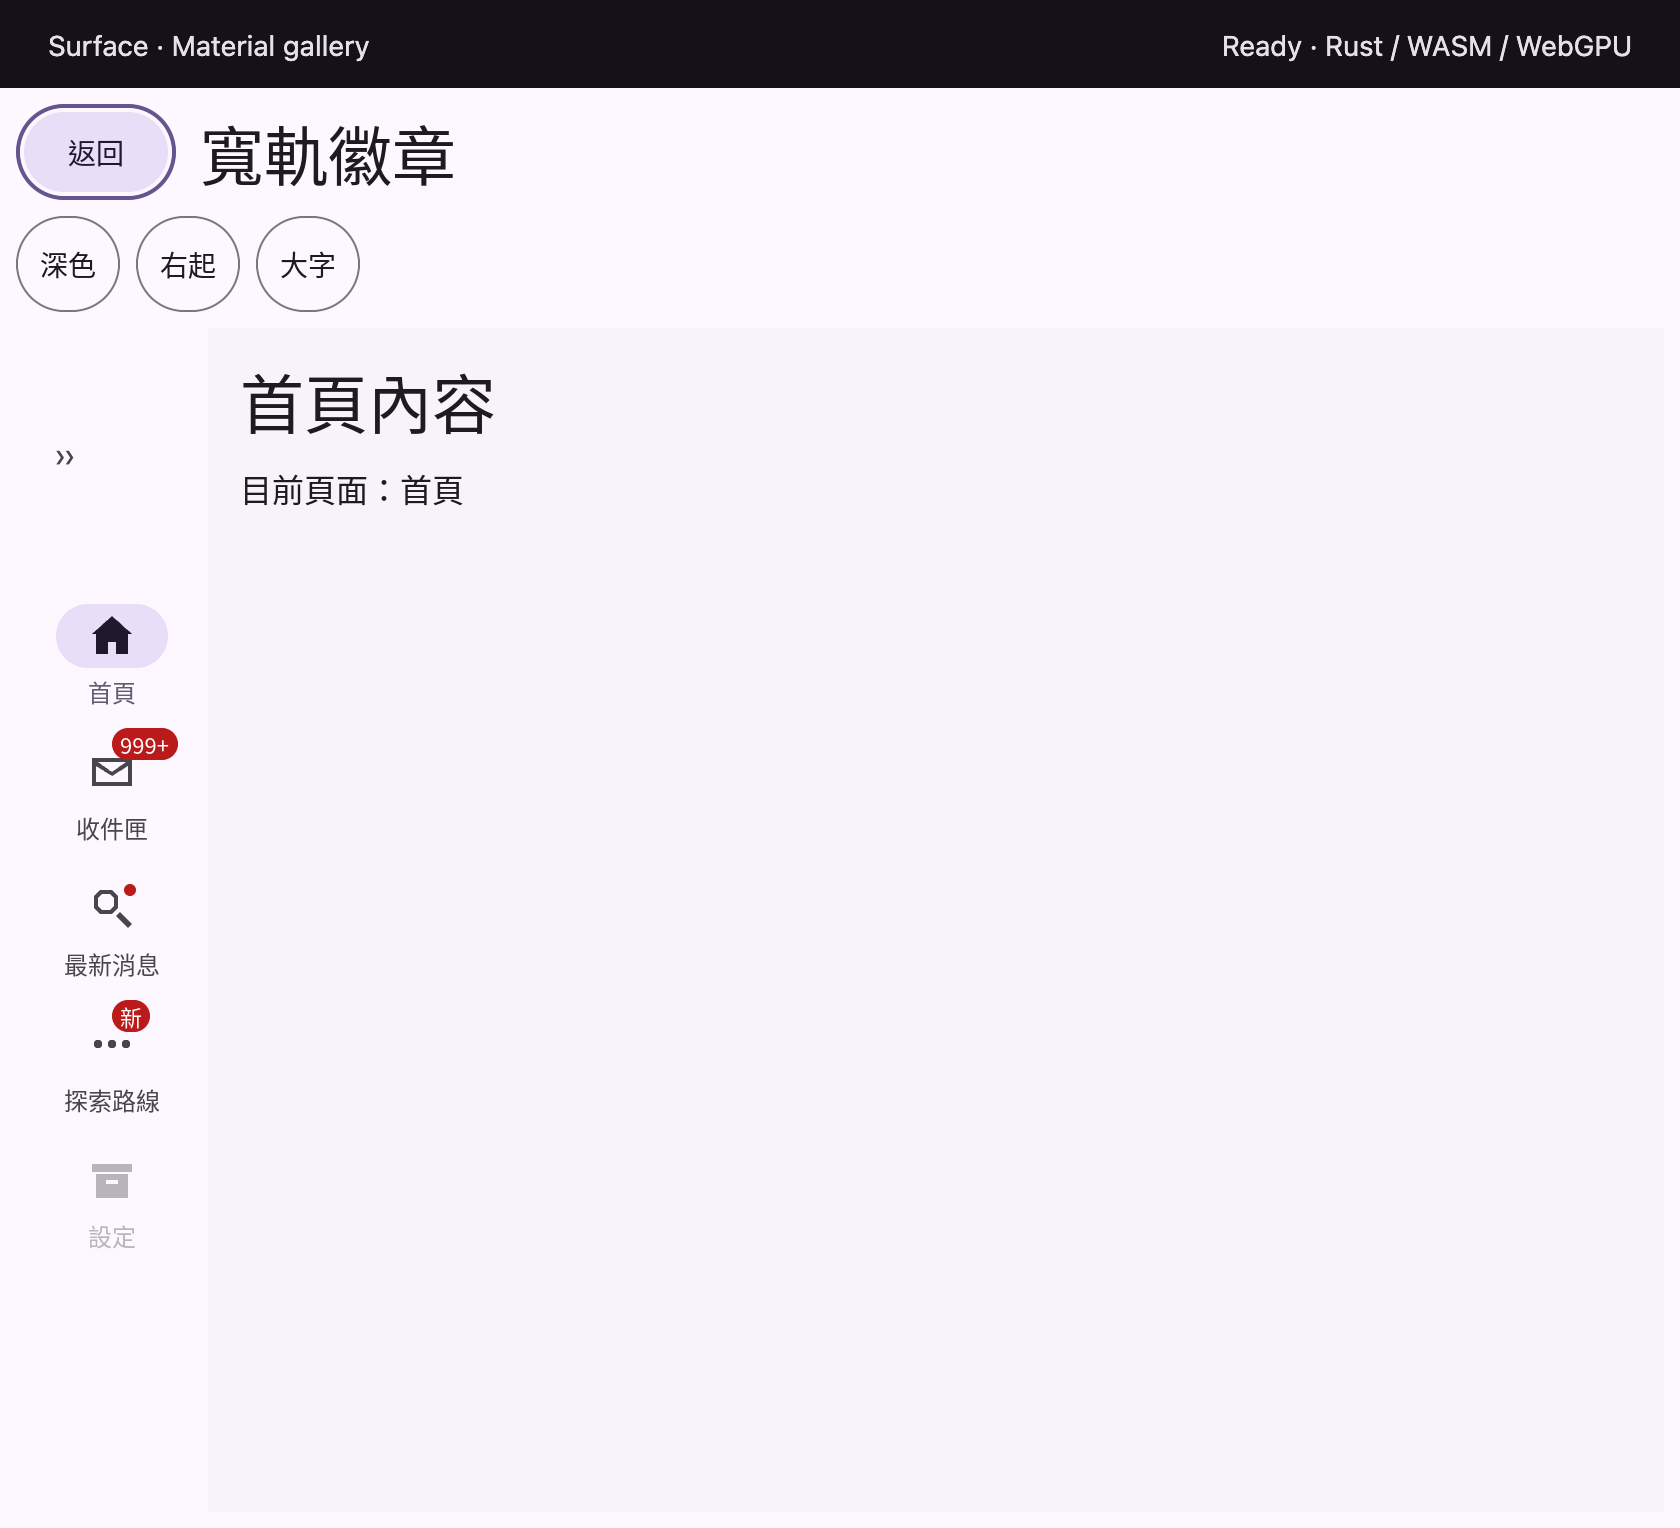 Surface · Material gallery
Ready · Rust / WASM / WebGPU
返回
寬軌徽章
深色
右起
大字
首頁內容
目前頁面：首頁
首頁
999+
收件匣
最新消息
新
探索路線
設定